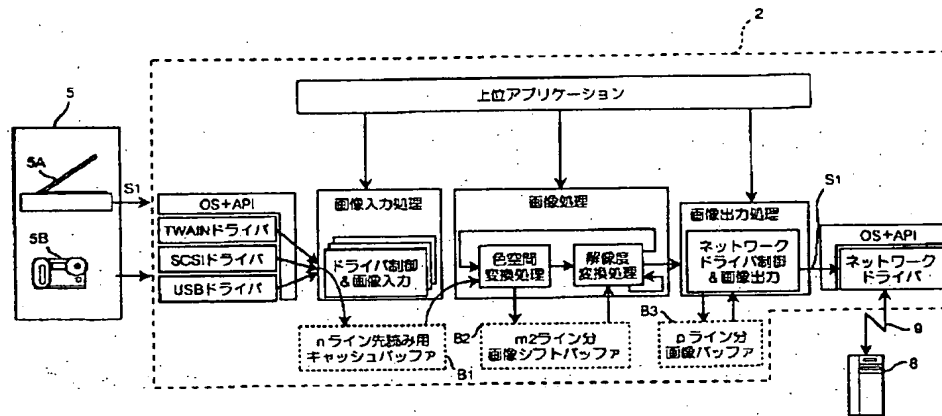 2
上位アプリケーション
5
5A
S1
5B
OS+API
TWAINドライバ
SCSIドライバ
USBドライバ
画像入力処理
ドライバ制御
&画像入力
画像処理
色空間
変換処理
解像度
変換処理
画像出力処理
ネットワーク
ドライバ制御
&画像出力
S1
OS+API
ネットワーク
ドライバ
nライン先読み用
キャッシュバッファ
B1
B2
m2ライン分
画像シフトバッファ
B3
pライン分
画像バッファ
9
8